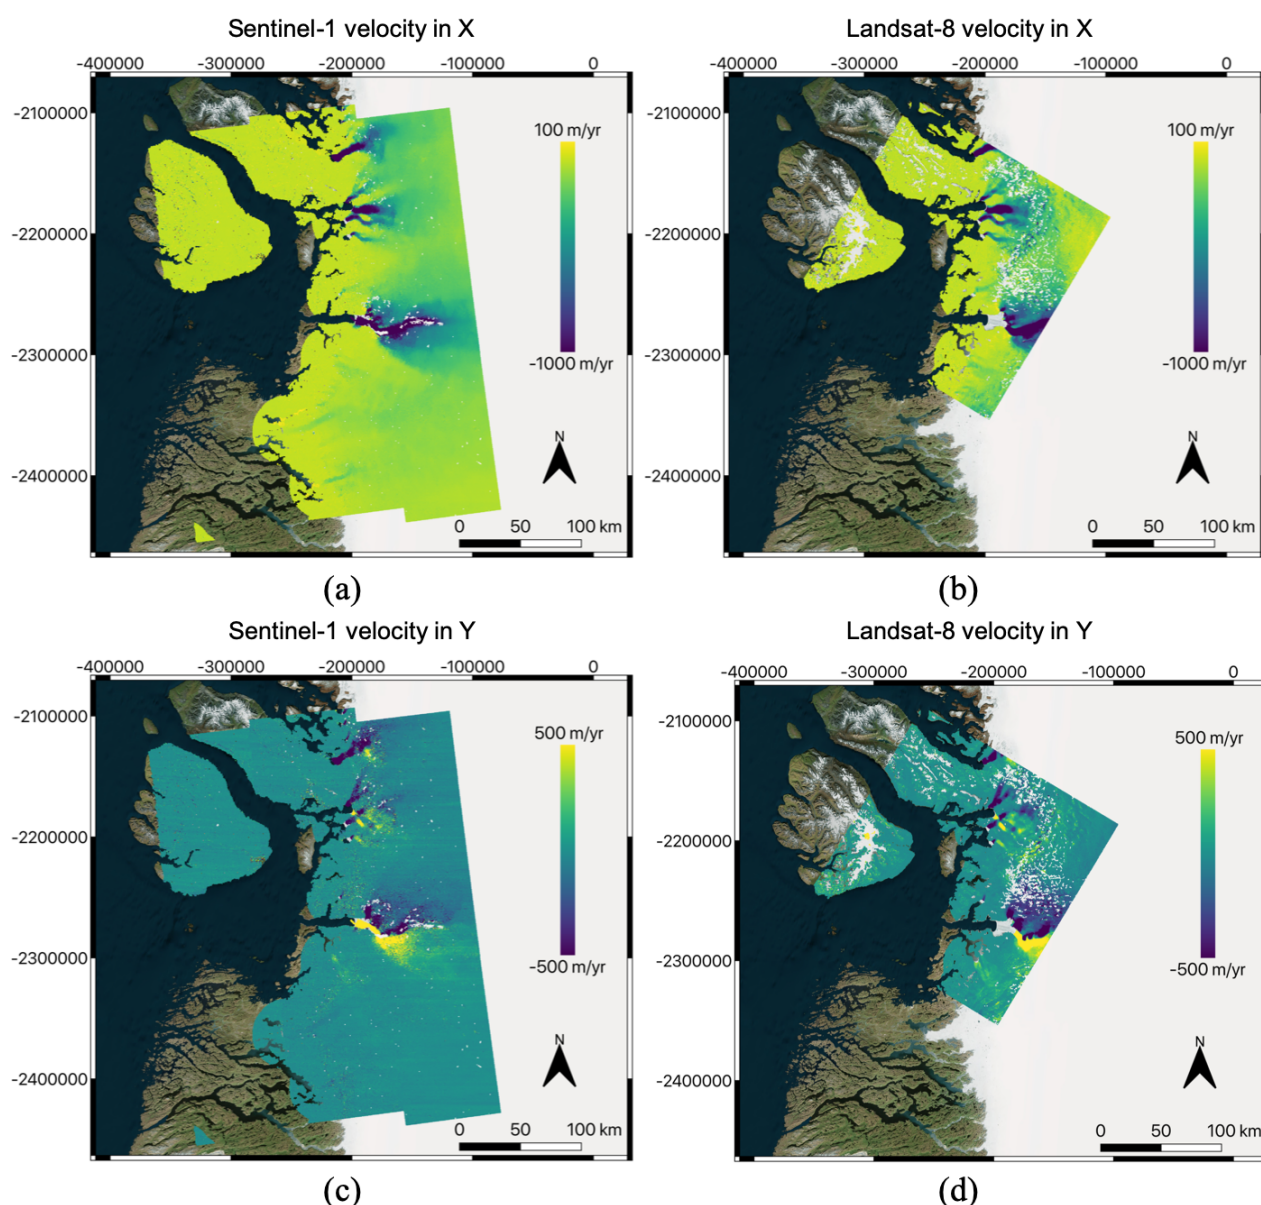 Sentinel-1 velocity in X
Landsat-8 velocity in X
-400000 -300000 -200000 -100000 0
-400000 -300000 -200000 -100000 0
-2100000
100 m/yr
-2200000
-2300000
-1000 m/yr
N
-2400000
0 50 100 km
-2100000
100 m/yr
-2200000
-2300000
-1000 m/yr
N
-2400000
0 50 100 km
(a)
(b)
Sentinel-1 velocity in Y
Landsat-8 velocity in Y
-400000 -300000 -200000 -100000 0
-400000 -300000 -200000 -100000 0
-2100000
500 m/yr
-2200000
-500 m/yr
-2300000
N
-2400000
0 50 100 km
-2100000
500 m/yr
-2200000
-2300000
-500 m/yr
N
-2400000
0 50 100 km
(c)
(d)